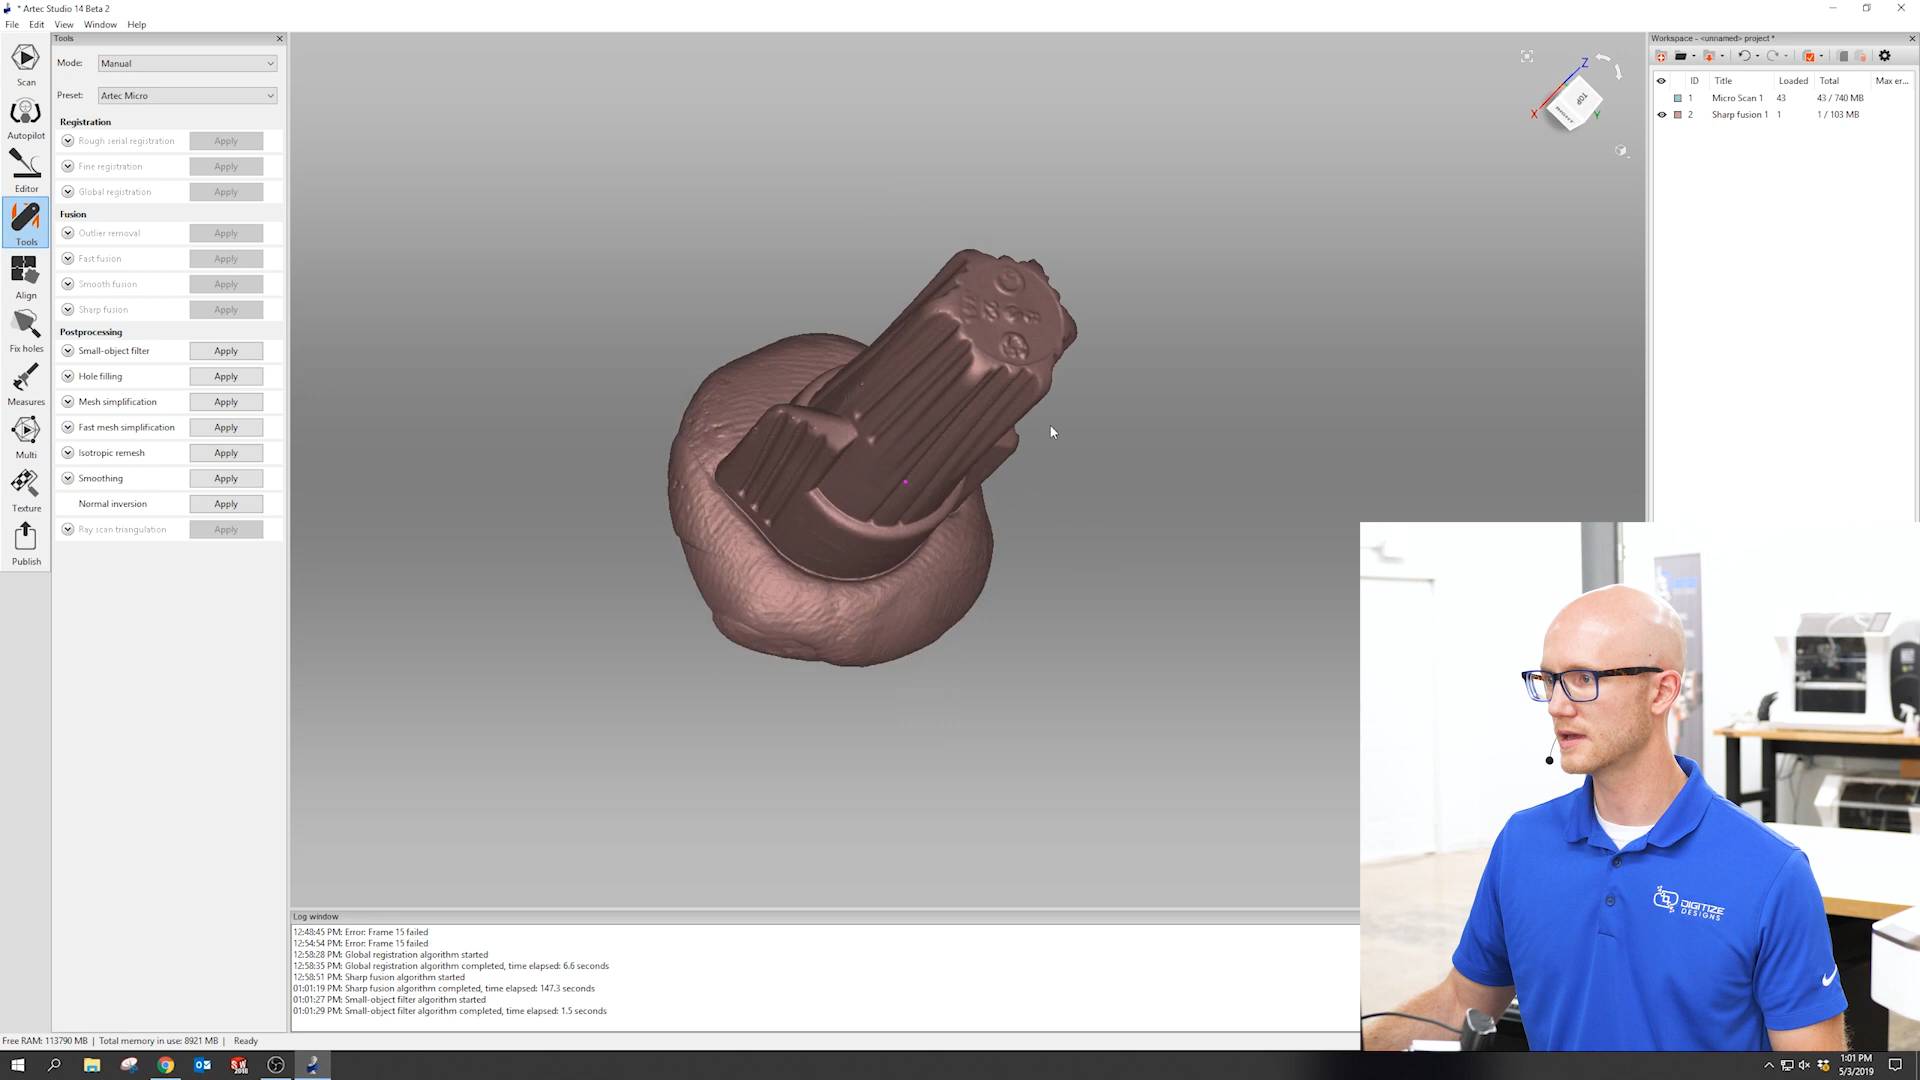 * Artec Studio 14 Beta 2
File Edit View Window Help
Tools
Mode: Manual
Preset: Artec Micro
Registration
Rough serial registration Apply
Fine registration Apply
Global registration Apply
Fusion
Outlier removal Apply
Fast fusion Apply
Smooth fusion Apply
Sharp fusion Apply
Postprocessing
Small-object filter Apply
Hole filling Apply
Mesh simplification Apply
Fast mesh simplification Apply
Isotropic remesh Apply
Smoothing Apply
Normal inversion Apply
Ray scan triangulation Apply
Scan
Autopilot
Editor
Tools
Align
Fix holes
Measures
Multi
Texture
Publish
Z
X
Y
TOP
RIGHT
Workspace - <unnamed> project *
ID Title Loaded Total Max er...
1 Micro Scan 1 43 43 / 740 MB
2 Sharp fusion 1 1 1 / 103 MB
Log window
12:48:45 PM: Error: Frame 15 failed
12:54:54 PM: Error: Frame 15 failed
12:58:28 PM: Global registration algorithm started
12:58:35 PM: Global registration algorithm completed, time elapsed: 6.6 seconds
12:58:51 PM: Sharp fusion algorithm started
01:01:19 PM: Sharp fusion algorithm completed, time elapsed: 147.3 seconds
01:01:27 PM: Small-object filter algorithm started
01:01:29 PM: Small-object filter algorithm completed, time elapsed: 1.5 seconds
DIGITIZE
DESIGNS
Free RAM: 113790 MB | Total memory in use: 8921 MB | Ready
SW
2018
1:01 PM
5/3/2019